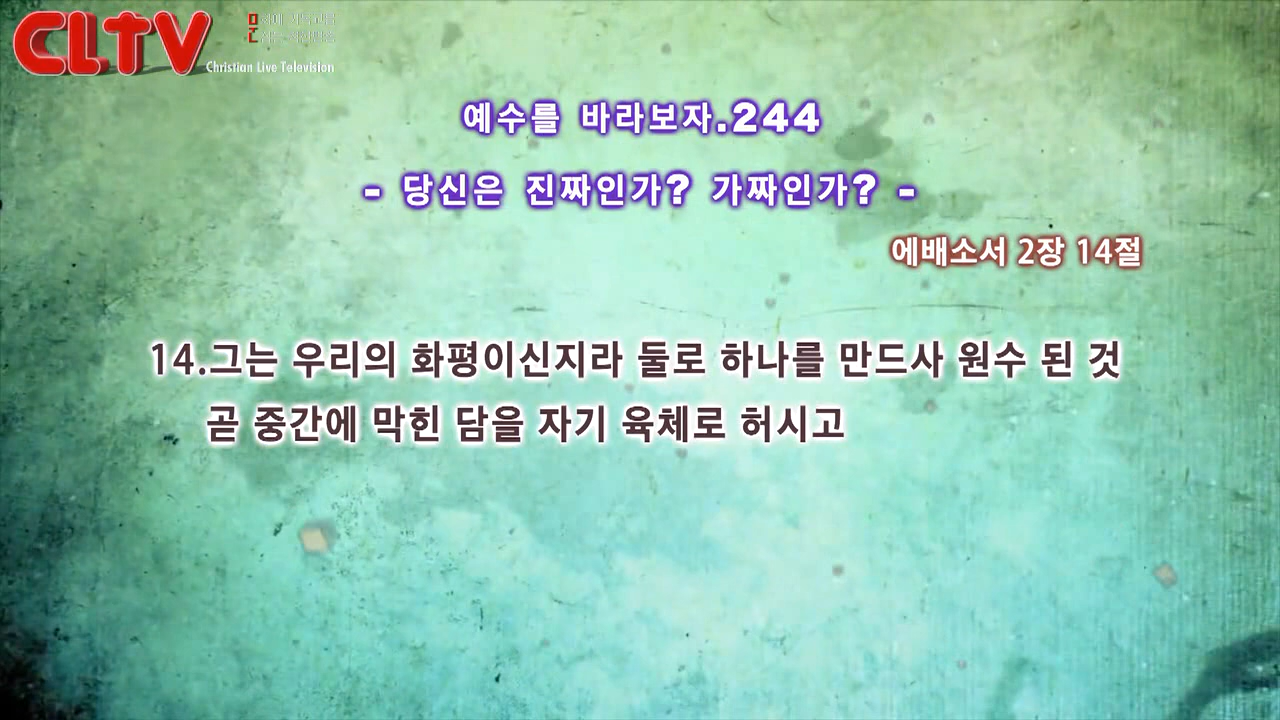 CLTV
Christian Live Television
예수를 바라보자.244
- 당신은 진짜인가? 가짜인가? -
에배소서 2장 14절
14.그는 우리의 화평이신지라 둘로 하나를 만드사 원수 된 것
곧 중간에 막힌 담을 자기 육체로 허시고